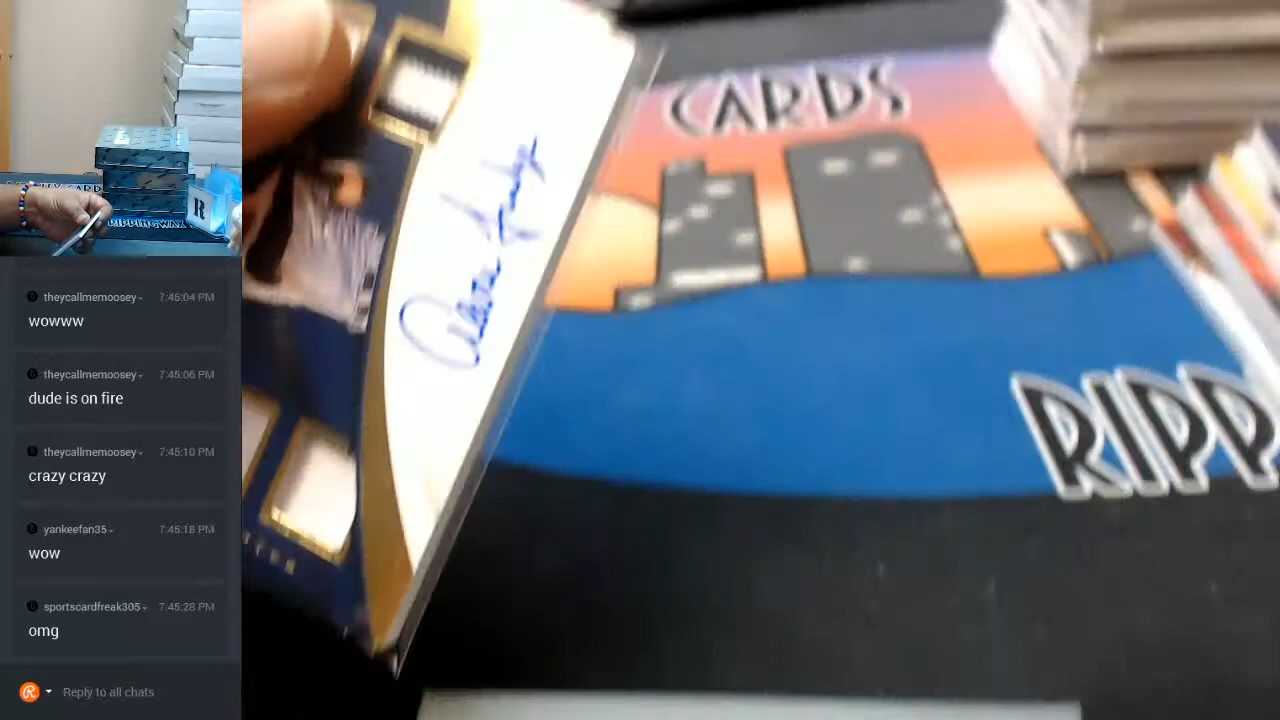 RIPPINGWAX
R
theycallmemoosey 7:45:04 PM
wowww
theycallmemoosey 7:45:06 PM
dude is on fire
theycallmemoosey 7:45:10 PM
crazy crazy
yankeefan35 7:45:18 PM
wow
sportscardfreak305 7:45:28 PM
omg
Reply to all chats
CARDS
RIPP